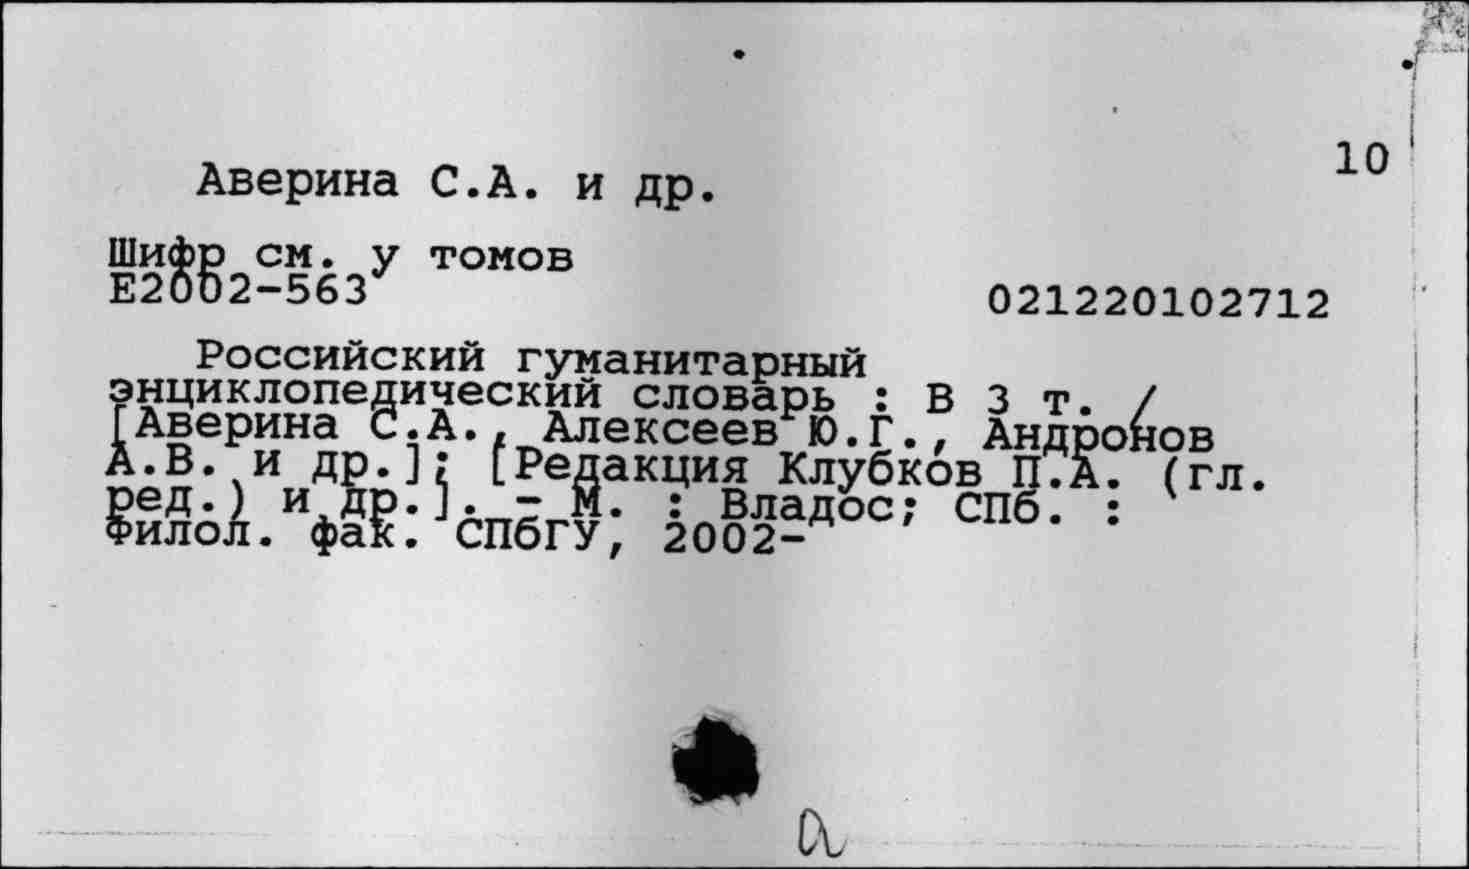 10
Аверина С.А. и др.
Шифр см. у томов
Е2002-563
021220102712
Российский гуманитарный
энциклопедический словарь : В 3 т. /
[Аверина С.А., Алексеев Ю.Г., Андронов
А.В. и др.]; [Редакция Клубков П.А. (гл.
ред.) и др.]. - М. : Владос; СПб. :
Филол. фак. СПбГУ, 2002-